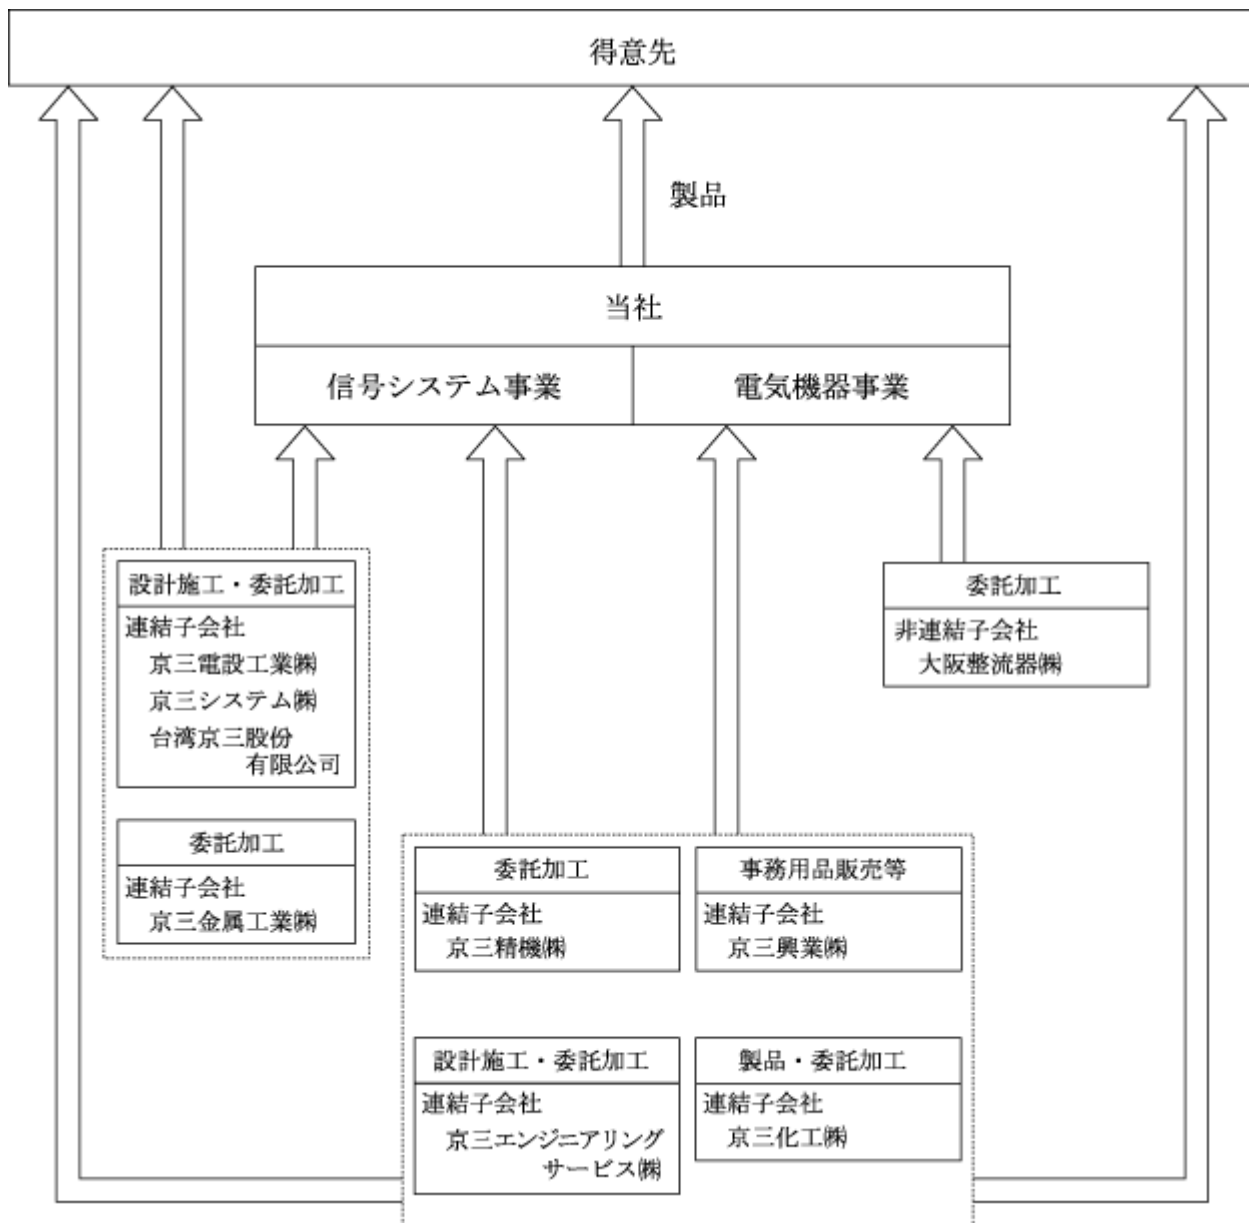 得意先
製品
当社
信号システム事業
電気機器事業
設計施工・委託加工
連結子会社
京三電設工業㈱
京三システム㈱
台湾京三股份
有限公司
委託加工
連結子会社
京三金属工業㈱
委託加工
非連結子会社
大阪整流器㈱
委託加工
連結子会社
京三精機㈱
事務用品販売等
連結子会社
京三興業㈱
設計施工・委託加工
連結子会社
京三エンジニアリング
サービス㈱
製品・委託加工
連結子会社
京三化工㈱